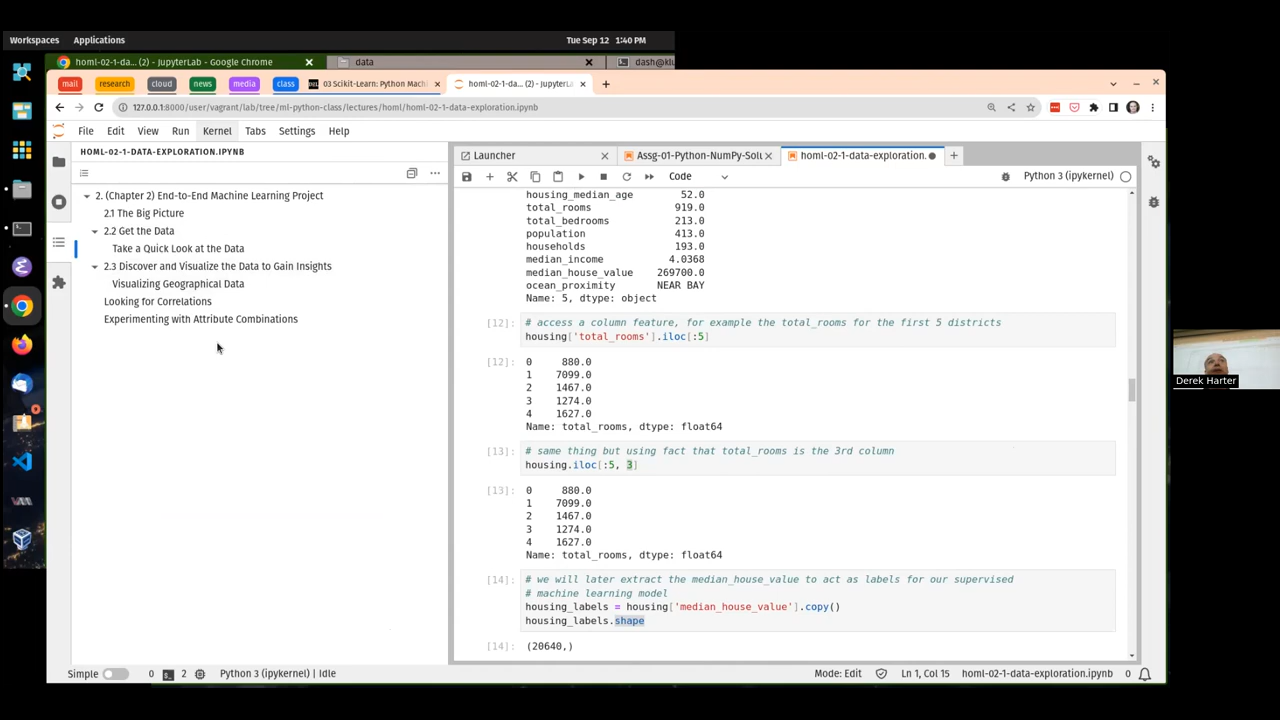 Workspaces Applications Tue Sep 12 1:40 PM
homl-02-1-da... (2) - JupyterLab - Google Chrome data dash@klu
mail research cloud news media class 03 Scikit-Learn: Python Machi homl-02-1-da... (2) - JupyterL
127.0.0.1:8000/user/vagrant/lab/tree/ml-python-class/lectures/homl/homl-02-1-data-exploration.ipynb
File Edit View Run Kernel Tabs Settings Help
HOML-02-1-DATA-EXPLORATION.IPYNB
2. (Chapter 2) End-to-End Machine Learning Project
2.1 The Big Picture
2.2 Get the Data
Take a Quick Look at the Data
2.3 Discover and Visualize the Data to Gain Insights
Visualizing Geographical Data
Looking for Correlations
Experimenting with Attribute Combinations
Launcher Assg-01-Python-NumPy-Solu homl-02-1-data-exploration.
Code Python 3 (ipykernel)
housing_median_age 52.0
total_rooms 919.0
total_bedrooms 213.0
population 413.0
households 193.0
median_income 4.0368
median_house_value 269700.0
ocean_proximity NEAR BAY
Name: 5, dtype: object
[12]: # access a column feature, for example the total_rooms for the first 5 districts
housing['total_rooms'].iloc[:5]
[12]: 0 880.0
1 7099.0
2 1467.0
3 1274.0
4 1627.0
Name: total_rooms, dtype: float64
[13]: # same thing but using fact that total_rooms is the 3rd column
housing.iloc[:5, 3]
[13]: 0 880.0
1 7099.0
2 1467.0
3 1274.0
4 1627.0
Name: total_rooms, dtype: float64
[14]: # we will later extract the median_house_value to act as labels for our supervised
# machine learning model
housing_labels = housing['median_house_value'].copy()
housing_labels.shape
[14]: (20640,)
Simple 0 2 Python 3 (ipykernel) | Idle Mode: Edit Ln 1, Col 15 homl-02-1-data-exploration.ipynb 0
Derek Harter